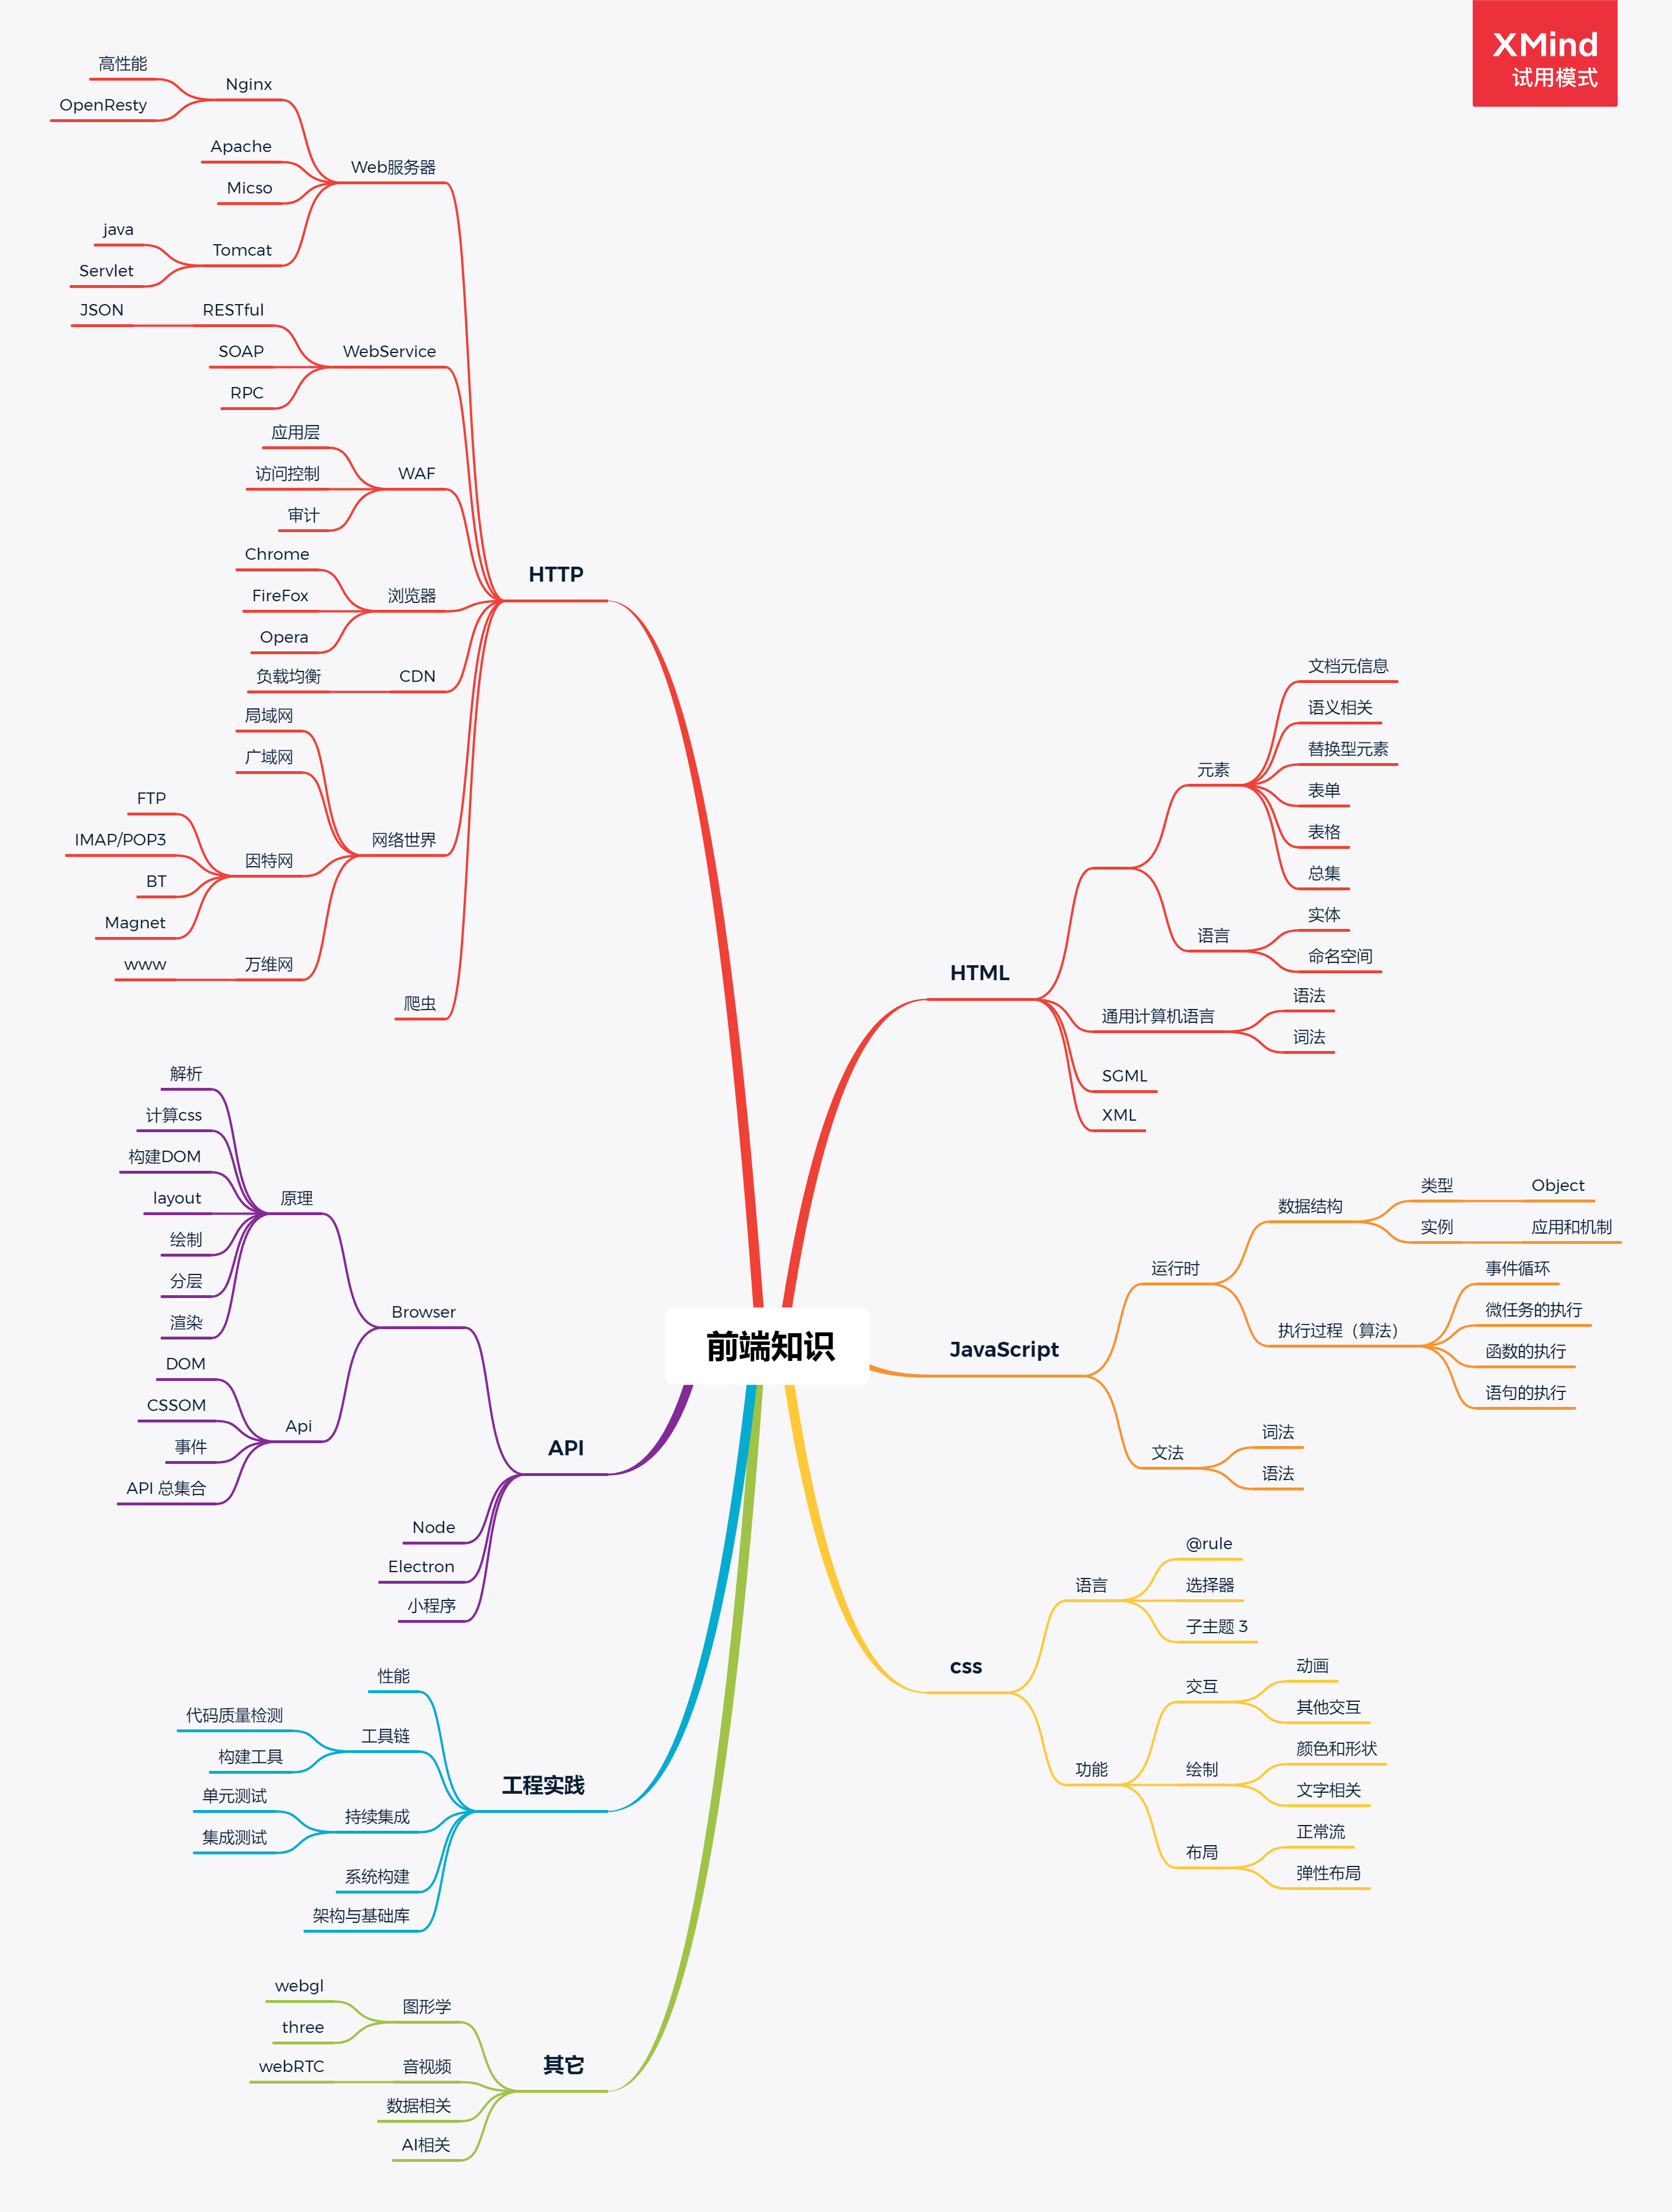 XMind
试用模式
前端知识
HTML
元素
文档元信息
语义相关
替换型元素
表单
表格
总集
语言
实体
命名空间
通用计算机语言
语法
词法
SGML
XML
JavaScript
运行时
数据结构
类型
Object
实例
应用和机制
执行过程（算法）
事件循环
微任务的执行
函数的执行
语句的执行
文法
词法
语法
css
语言
@rule
选择器
子主题 3
功能
交互
动画
其他交互
绘制
颜色和形状
文字相关
布局
正常流
弹性布局
HTTP
Web服务器
Nginx
高性能
OpenResty
Apache
Micso
Tomcat
java
Servlet
WebService
RESTful
JSON
SOAP
RPC
WAF
应用层
访问控制
审计
浏览器
Chrome
FireFox
Opera
CDN
负载均衡
网络世界
局域网
广域网
因特网
FTP
IMAP/POP3
BT
Magnet
万维网
www
爬虫
API
Browser
原理
解析
计算css
构建DOM
layout
绘制
分层
渲染
Api
DOM
CSSOM
事件
API 总集合
Node
Electron
小程序
工程实践
性能
工具链
代码质量检测
构建工具
持续集成
单元测试
集成测试
系统构建
架构与基础库
其它
图形学
webgl
three
音视频
webRTC
数据相关
AI相关